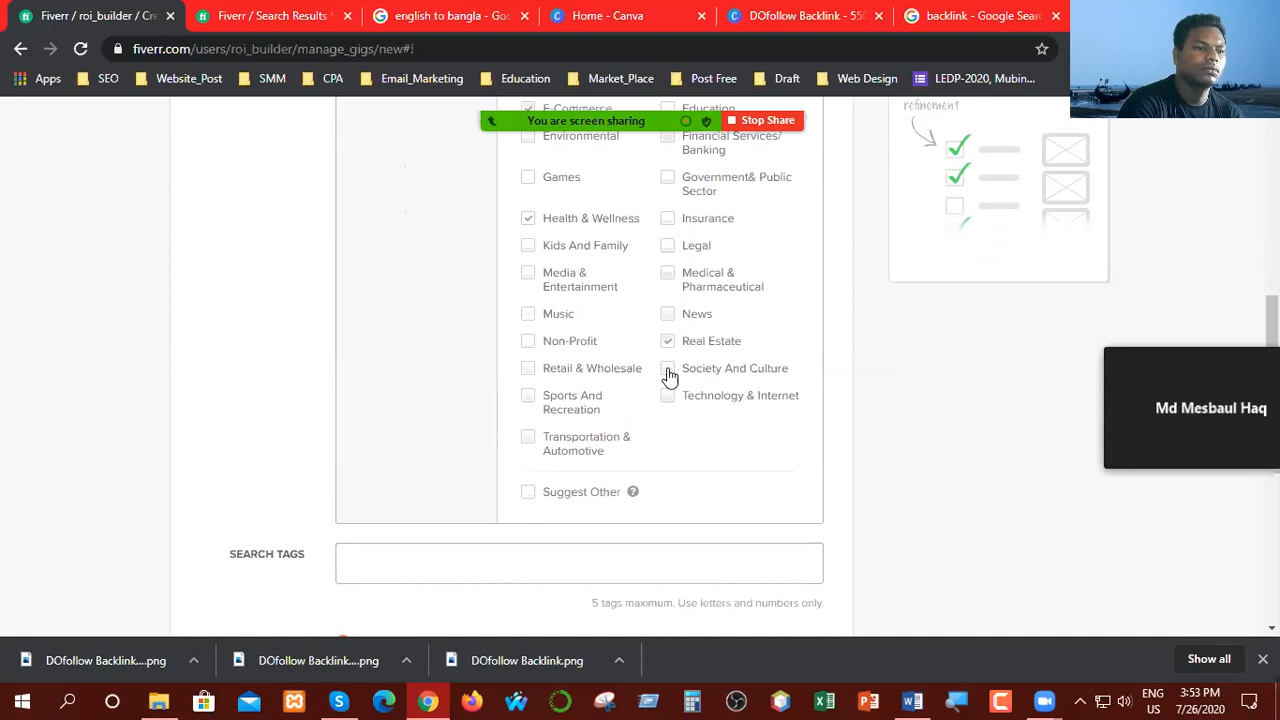 roi_builder / Cre
Fiverr / Search Results
english to bangla - Goo
Home - Canva
DOfollow Backlink - 550
backlink - Google Sear
fiverr.com/users/roi_builder/manage_gigs/new#!
Apps
SEO
Website_Post
SMM
CPA
Email_Marketing
Education
Market_Place
Post Free
Draft
Web Design
LEDP-2020, Mubin...
E-Commerce
Education
You are screen sharing
Stop Share
refinement
Environmental
Financial Services/
Banking
Games
Government& Public
Sector
Health & Wellness
Insurance
Kids And Family
Legal
Media &
Entertainment
Medical &
Pharmaceutical
Music
News
Non-Profit
Real Estate
Retail & Wholesale
Society And Culture
Sports And
Recreation
Technology & Internet
Transportation &
Automotive
Suggest Other
Md Mesbaul Haq
SEARCH TAGS
5 tags maximum. Use letters and numbers only.
DOfollow Backlink....png
DOfollow Backlink....png
DOfollow Backlink.png
Show all
ENG
US
3:53 PM
7/26/2020